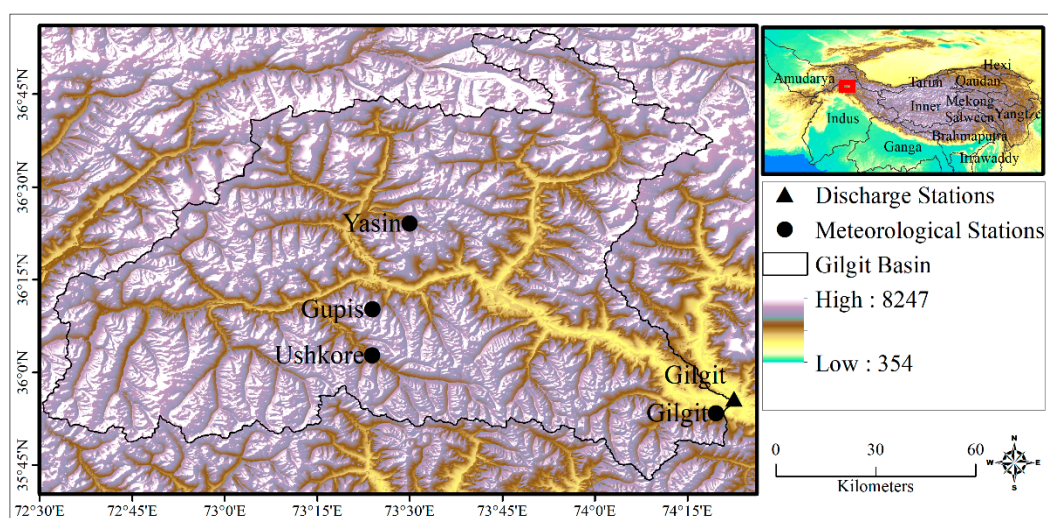 36°45'N
36°30'N
36°15'N
36°0'N
35°45'N
Yasin
Gupis
Ushkore
Gilgit
Gilgit
72°30'E
72°45'E
73°0'E
73°15'E
73°30'E
73°45'E
74°0'E
74°15'E
Amudarya
Tarim
Hexi
Qaudan
Indus
Inner
Mekong
Salween
Yangtze
Brahmaputra
Ganga
Irrawaddy
Discharge Stations
Meteorological Stations
Gilgit Basin
High : 8247
Low : 354
0 30 60
Kilometers
N
W E
S